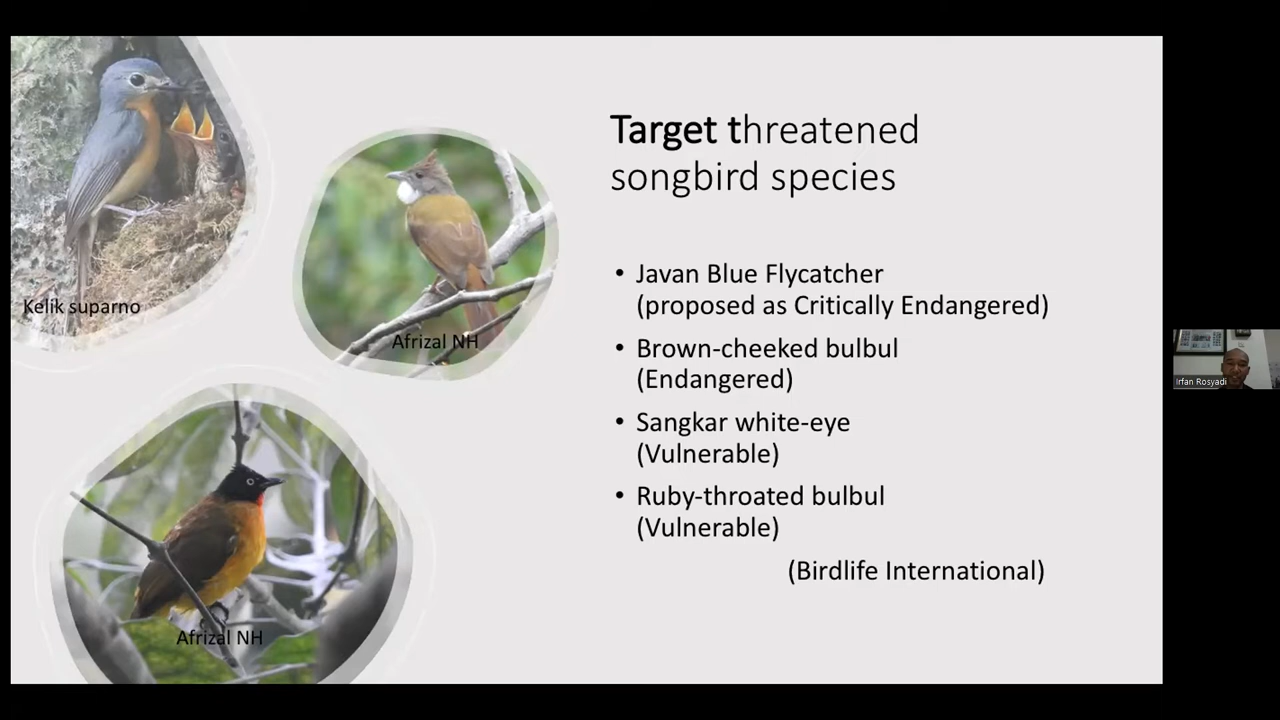 Target threatened
songbird species
• Javan Blue Flycatcher
(proposed as Critically Endangered)
• Brown-cheeked bulbul
(Endangered)
• Sangkar white-eye
(Vulnerable)
• Ruby-throated bulbul
(Vulnerable)
(Birdlife International)
Kelik suparno
Afrizal NH
Afrizal NH
Irfan Rosyadi